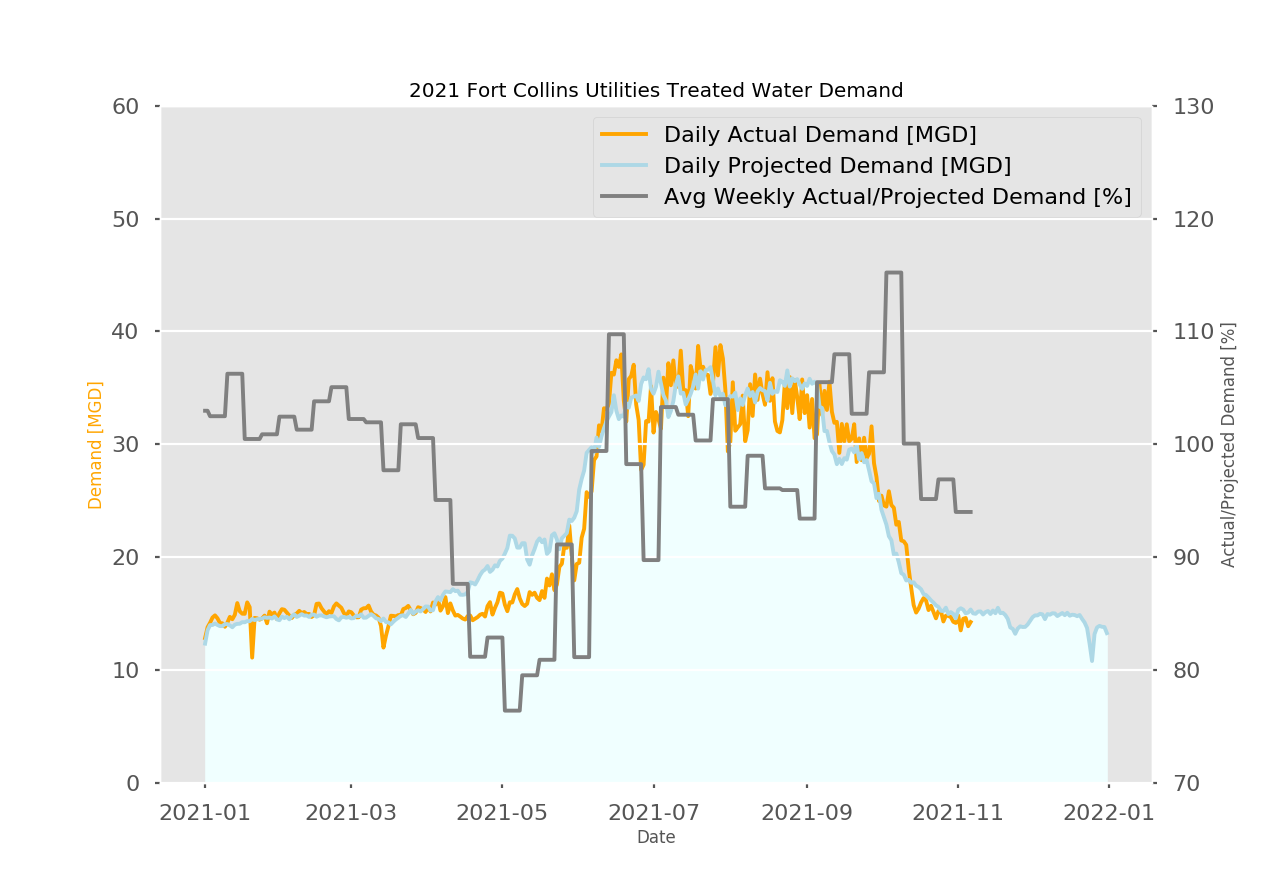 2021 Fort Collins Utilities Treated Water Demand
Daily Actual Demand [MGD]
Daily Projected Demand [MGD]
Avg Weekly Actual/Projected Demand [%]
60
50
40
30
20
10
0
Demand [MGD]
130
120
110
100
90
80
70
Actual/Projected Demand [%]
2021-01 2021-03 2021-05 2021-07 2021-09 2021-11 2022-01
Date